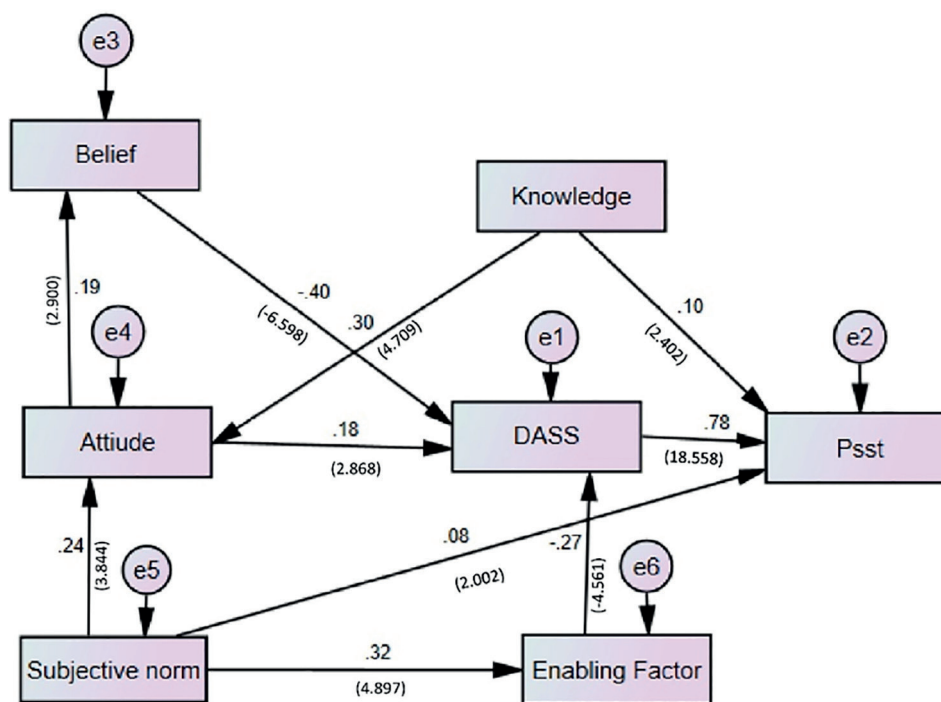 e3
Belief
Knowledge
.19
(2.900)
e4
-.40
(-6.598)
.30
(4.709)
e1
.10
(2.402)
e2
Attiude
.18
(2.868)
DASS
.78
(18.558)
Psst
.24
(3.844)
e5
.08
(2.002)
-.27
(-4.561)
e6
Subjective norm
.32
(4.897)
Enabling Factor